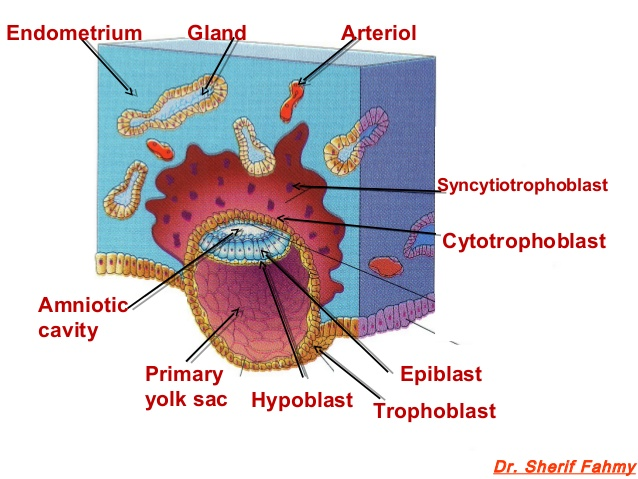 Endometrium Gland Arteriol
Syncytiotrophoblast
Cytotrophoblast
Amniotic
cavity
Primary
yolk sac
Hypoblast
Epiblast
Trophoblast
Dr. Sherif Fahmy